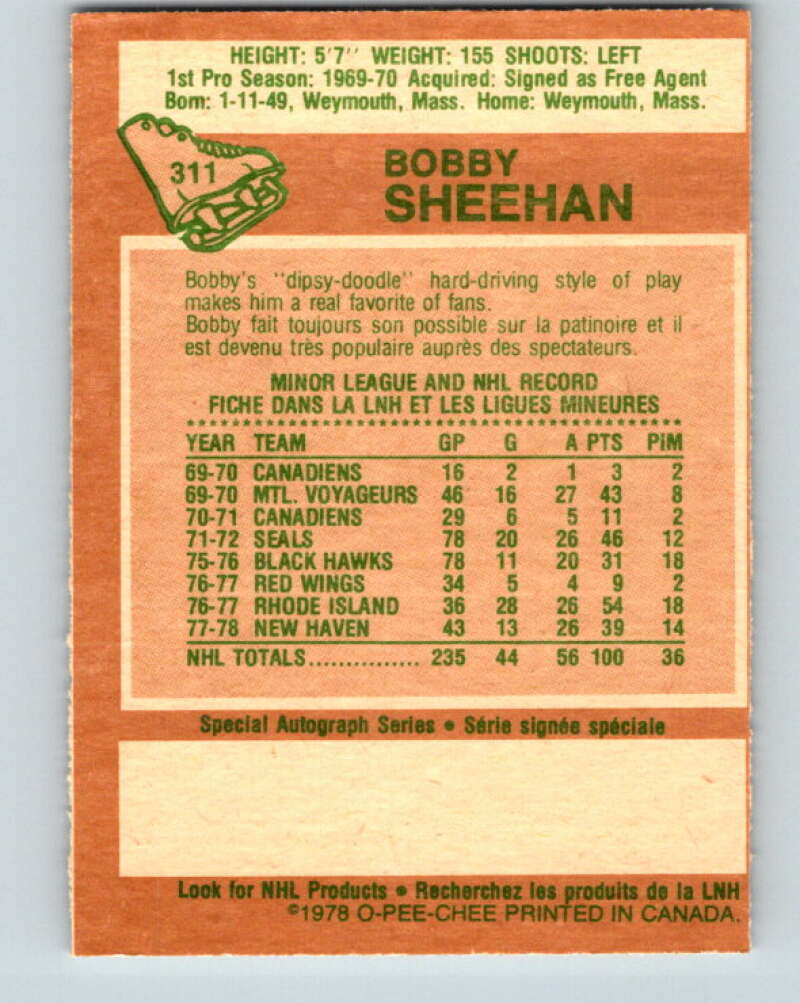 HEIGHT: 5'7'' WEIGHT: 155 SHOOTS: LEFT
1st Pro Season: 1969-70 Acquired: Signed as Free Agent
Born: 1-11-49, Weymouth, Mass. Home: Weymouth, Mass.
311
BOBBY
SHEEHAN
Bobby's "dipsy-doodle" hard-driving style of play
makes him a real favorite of fans.
Bobby fait toujours son possible sur la patinoire et il
est devenu très populaire auprès des spectateurs.
MINOR LEAGUE AND NHL RECORD
FICHE DANS LA LNH ET LES LIGUES MINEURES
YEAR TEAM GP G A PTS PIM
69-70 CANADIENS 16 2 1 3 2
69-70 MTL. VOYAGEURS 46 16 27 43 8
70-71 CANADIENS 29 6 5 11 2
71-72 SEALS 78 20 26 46 12
75-76 BLACK HAWKS 78 11 20 31 18
76-77 RED WINGS 34 5 4 9 2
76-77 RHODE ISLAND 36 28 26 54 18
77-78 NEW HAVEN 43 13 26 39 14
NHL TOTALS............... 235 44 56 100 36
Special Autograph Series • Série signée spéciale
Look for NHL Products • Recherchez les produits de la LNH
©1978 O-PEE-CHEE PRINTED IN CANADA.